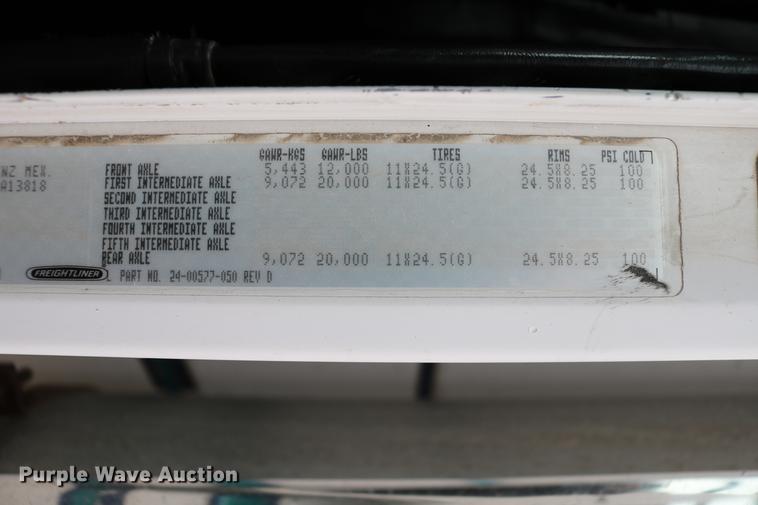 GAWR-KGS GAWR-LBS TIRES RIMS PSI COLD
NZ MEX. FRONT AXLE 5,443 12,000 11X24.5(G) 24.5X8.25 100
A13818 FIRST INTERMEDIATE AXLE 9,072 20,000 11X24.5(G) 24.5X8.25 100
SECOND INTERMEDIATE AXLE
THIRD INTERMEDIATE AXLE
FOURTH INTERMEDIATE AXLE
FIFTH INTERMEDIATE AXLE
REAR AXLE 9,072 20,000 11X24.5(G) 24.5X8.25 100
FREIGHTLINER PART NO. 24-00577-050 REV D
Purple Wave Auction